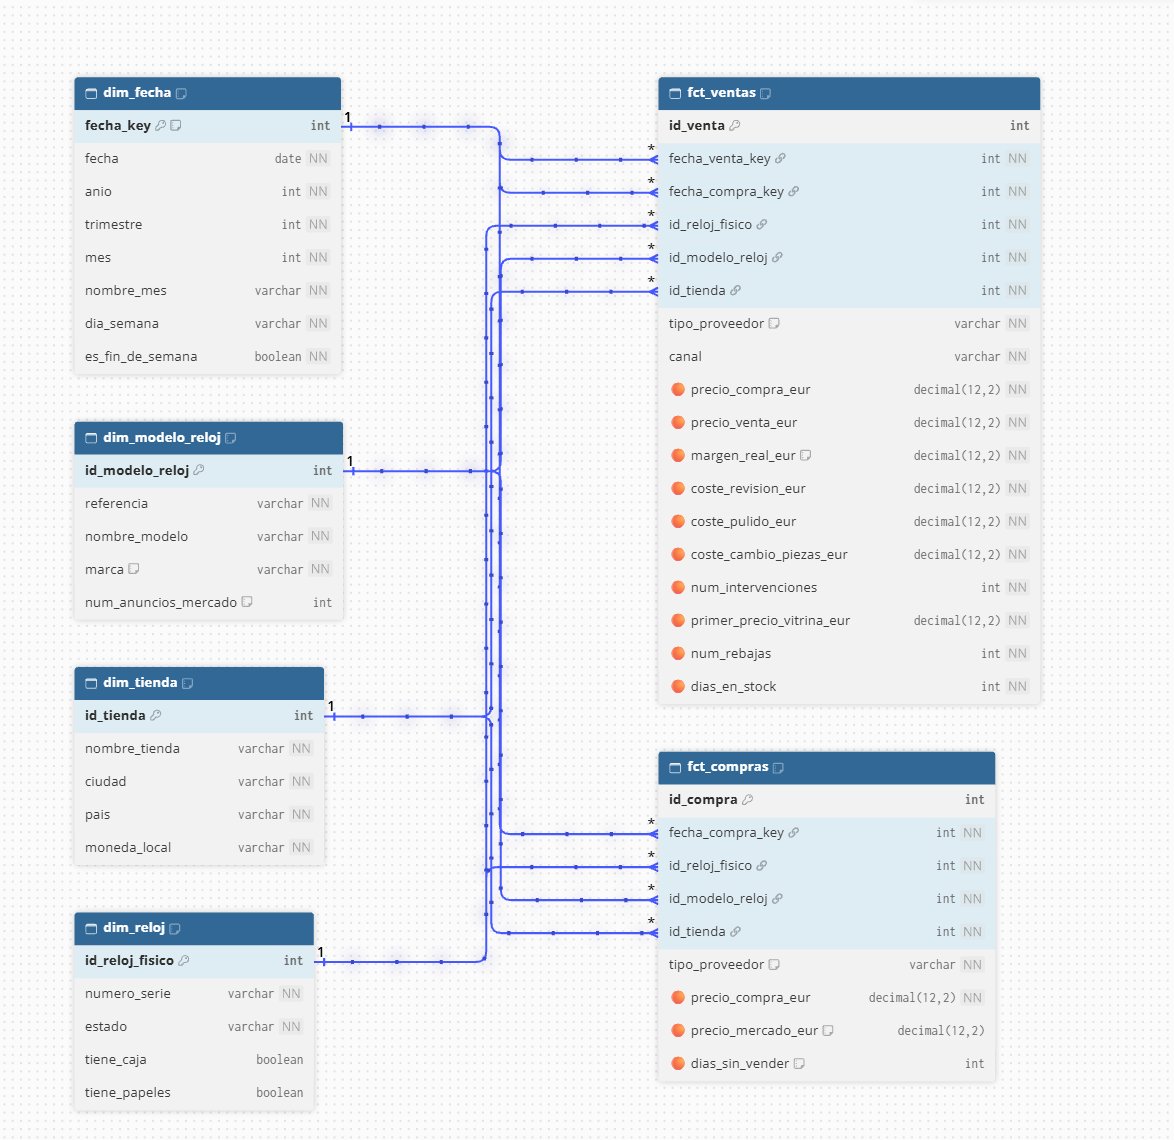 dim_fecha
fecha_key int
fecha date NN
anio int NN
trimestre int NN
mes int NN
nombre_mes varchar NN
dia_semana varchar NN
es_fin_de_semana boolean NN
1
dim_modelo_reloj
id_modelo_reloj int
referencia varchar NN
nombre_modelo varchar NN
marca varchar NN
num_anuncios_mercado int
1
dim_tienda
id_tienda int
nombre_tienda varchar NN
ciudad varchar NN
pais varchar NN
moneda_local varchar NN
1
dim_reloj
id_reloj_fisico int
numero_serie varchar NN
estado varchar NN
tiene_caja boolean
tiene_papeles boolean
1
fct_ventas
id_venta int
* fecha_venta_key int NN
* fecha_compra_key int NN
* id_reloj_fisico int NN
* id_modelo_reloj int NN
* id_tienda int NN
tipo_proveedor varchar NN
canal varchar NN
precio_compra_eur decimal(12,2) NN
precio_venta_eur decimal(12,2) NN
margen_real_eur decimal(12,2) NN
coste_revision_eur decimal(12,2) NN
coste_pulido_eur decimal(12,2) NN
coste_cambio_piezas_eur decimal(12,2) NN
num_intervenciones int NN
primer_precio_vitrina_eur decimal(12,2) NN
num_rebajas int NN
dias_en_stock int NN
fct_compras
id_compra int
* fecha_compra_key int NN
* id_reloj_fisico int NN
* id_modelo_reloj int NN
* id_tienda int NN
tipo_proveedor varchar NN
precio_compra_eur decimal(12,2) NN
precio_mercado_eur decimal(12,2)
dias_sin_vender int